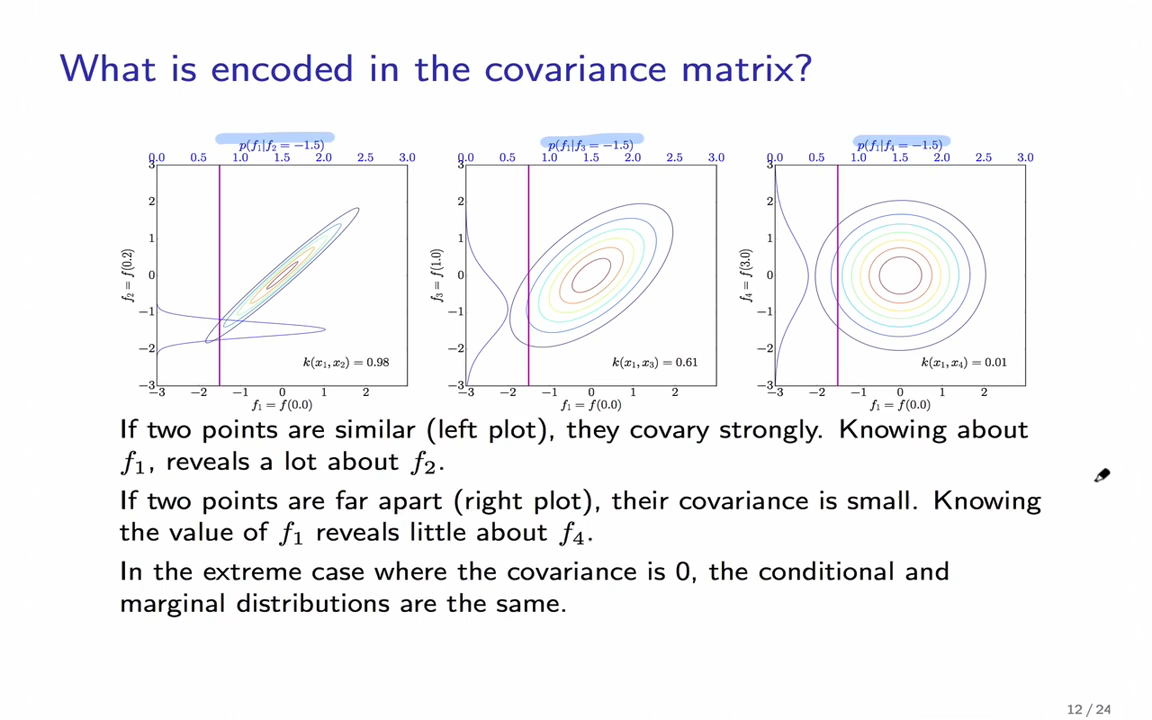 What is encoded in the covariance matrix?
p(f₁|f₂ = −1.5)
0.0 0.5 1.0 1.5 2.0 2.5 3.0
3
2
1
0
−1
−2
−3
f₂ = f(0.2)
k(x₁, x₂) = 0.98
−3 −2 −1 0 1 2
f₁ = f(0.0)
p(f₁|f₃ = −1.5)
0.0 0.5 1.0 1.5 2.0 2.5 3.0
3
2
1
0
−1
−2
−3
f₃ = f(1.0)
k(x₁, x₃) = 0.61
−3 −2 −1 0 1 2
f₁ = f(0.0)
p(f₁|f₄ = −1.5)
0.0 0.5 1.0 1.5 2.0 2.5 3.0
3
2
1
0
−1
−2
−3
f₄ = f(3.0)
k(x₁, x₄) = 0.01
−3 −2 −1 0 1 2
f₁ = f(0.0)
If two points are similar (left plot), they covary strongly. Knowing about
f₁, reveals a lot about f₂.
If two points are far apart (right plot), their covariance is small. Knowing
the value of f₁ reveals little about f₄.
In the extreme case where the covariance is 0, the conditional and
marginal distributions are the same.
12 / 24